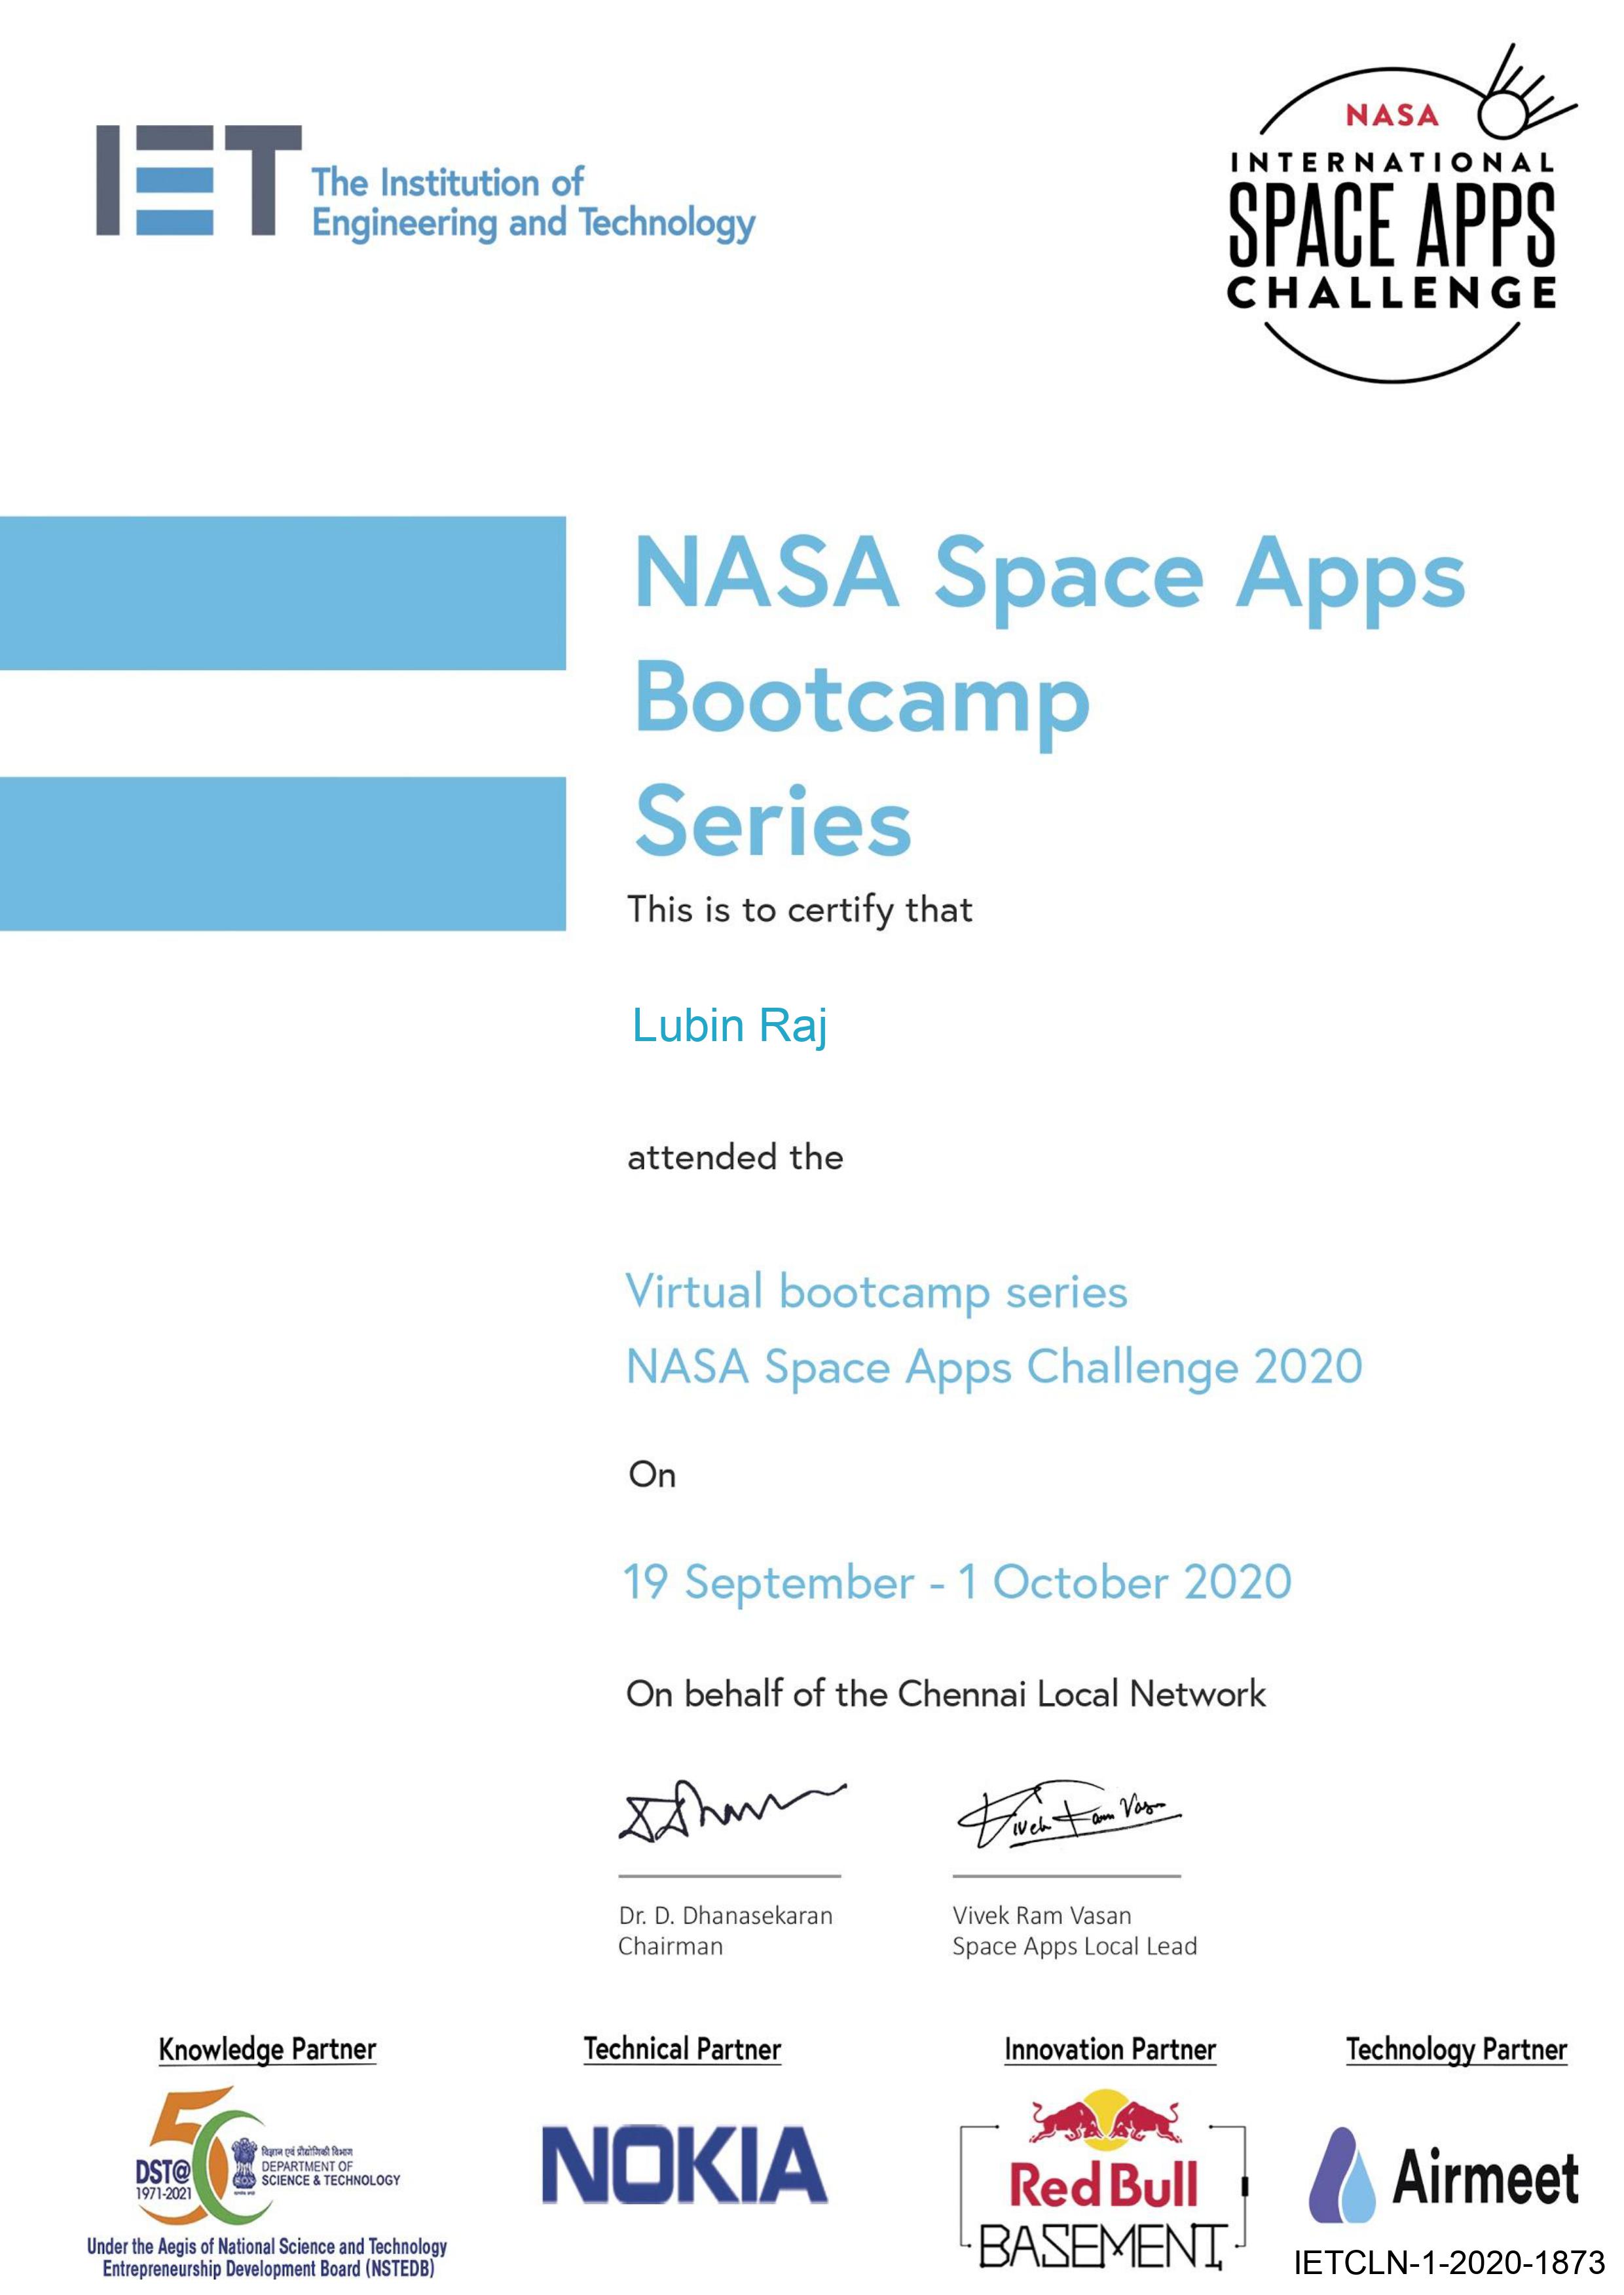 IET The Institution of
Engineering and Technology
NASA
INTERNATIONAL
SPACE APPS
CHALLENGE
NASA Space Apps
Bootcamp
Series
This is to certify that
Lubin Raj
attended the
Virtual bootcamp series
NASA Space Apps Challenge 2020
On
19 September - 1 October 2020
On behalf of the Chennai Local Network
Vivek Ram Vasan
Dr. D. Dhanasekaran
Chairman
Vivek Ram Vasan
Space Apps Local Lead
Knowledge Partner
Technical Partner
Innovation Partner
Technology Partner
50
DST@
1971-2021
विज्ञान एवं प्रौद्योगिकी विभाग
DEPARTMENT OF
SCIENCE & TECHNOLOGY
Under the Aegis of National Science and Technology
Entrepreneurship Development Board (NSTEDB)
NOKIA
Red Bull
BASEMENT
Airmeet
IETCLN-1-2020-1873